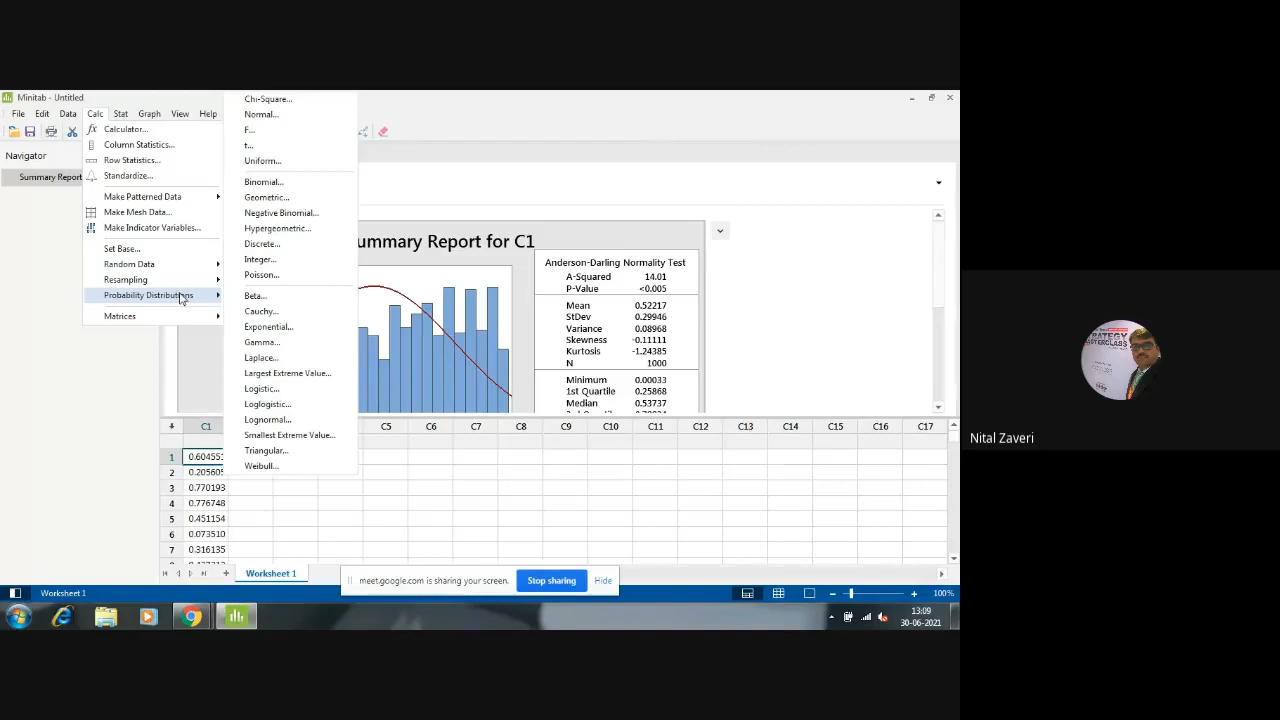 Minitab - Untitled
File Edit Data Calc Stat Graph View Help
Navigator
Summary Report
fx Calculator...
Column Statistics...
Row Statistics...
Standardize...
Make Patterned Data
Make Mesh Data...
Make Indicator Variables...
Set Base...
Random Data
Resampling
Probability Distributions
Matrices
Chi-Square...
Normal...
F...
t...
Uniform...
Binomial...
Geometric...
Negative Binomial...
Hypergeometric...
Discrete...
Integer...
Poisson...
Beta...
Cauchy...
Exponential...
Gamma...
Laplace...
Largest Extreme Value...
Logistic...
Loglogistic...
Lognormal...
Smallest Extreme Value...
Triangular...
Weibull...
ummary Report for C1
Anderson-Darling Normality Test
A-Squared 14.01
P-Value <0.005
Mean 0.52217
StDev 0.29946
Variance 0.08968
Skewness -0.11111
Kurtosis -1.24385
N 1000
Minimum 0.00033
1st Quartile 0.25868
Median 0.53737
C1 C5 C6 C7 C8 C9 C10 C11 C12 C13 C14 C15 C16 C17
1 0.604551
2 0.205605
3 0.770193
4 0.776748
5 0.451154
6 0.073510
7 0.316135
Worksheet 1
meet.google.com is sharing your screen. Stop sharing Hide
Worksheet 1
100%
13:09
30-06-2021
Nital Zaveri